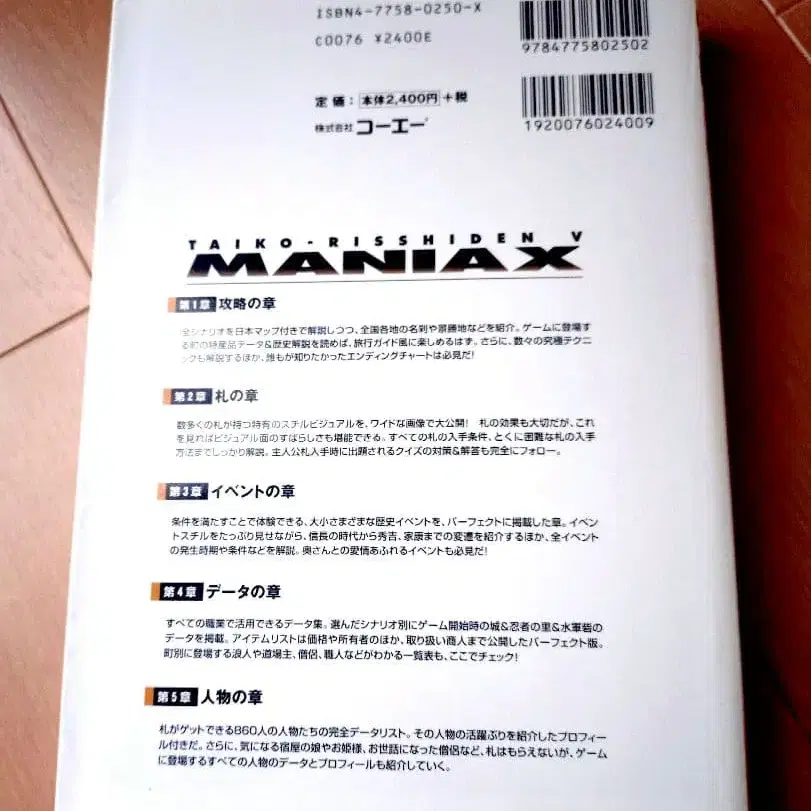 ISBN4-7758-0250-X
C0076 ¥2400E
9784775802502
定価：本体2,400円＋税
株式会社コーエー
1920076024009
TAIKO-RISSHIDEN V
MANIAX
第1章 攻略の章
全シナリオを日本マップ付きで解説しつつ、全国各地の名刹や景勝地などを紹介。ゲームに登場す
る町の特産品データ&歴史解説を読めば、旅行ガイド風に楽しめるはず。さらに、数々の究極テクニ
ックも解説するほか、誰もが知りたかったエンディングチャートは必見だ!
第2章 札の章
数多くの札が持つ特有のスチルビジュアルを、ワイドな画像で大公開! 札の効果も大切だが、これ
を見ればビジュアル面のすばらしさも堪能できる。すべての札の入手条件、とくに困難な札の入手
方法までしっかり解説。主人公札入手時に出題されるクイズの対策&解答も完全にフォロー。
第3章 イベントの章
条件を満たすことで体験できる、大小さまざまな歴史イベントを、パーフェクトに掲載した章。イベン
トスチルをたっぷり見せながら、信長の時代から秀吉、家康までの変遷を紹介するほか、全イベント
の発生時期や条件などを解説。奥さんとの愛情あふれるイベントも必見だ!
第4章 データの章
すべての職業で活用できるデータ集。選んだシナリオ別にゲーム開始時の城&忍者の里&水軍砦の
データを掲載。アイテムリストは価格や所有者のほか、取り扱い商人まで公開したパーフェクト版。
町別に登場する浪人や道場主、僧侶、職人などがわかる一覧表も、ここでチェック!
第5章 人物の章
札がゲットできる860人の人物たちの完全データリスト。その人物の活躍ぶりを紹介したプロフィー
ル付きだ。さらに、気になる宿屋の娘やお姫様、お世話になった僧侶など、札はもらえないが、ゲーム
に登場するすべての人物のデータとプロフィールも紹介していく。